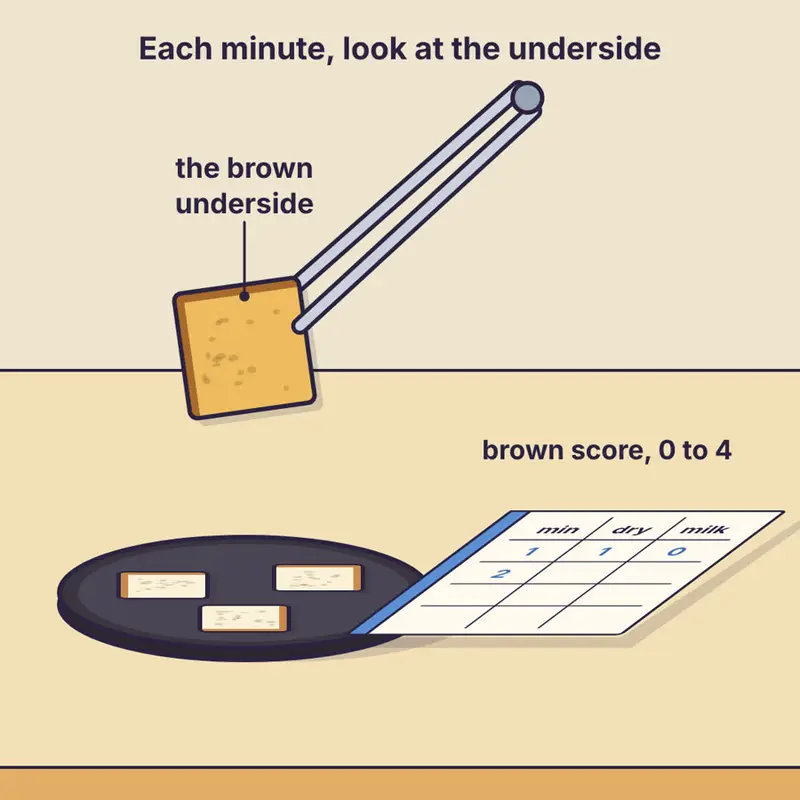 Each minute, look at the underside
the brown
underside
brown score, 0 to 4
min dry milk
1 1 0
2